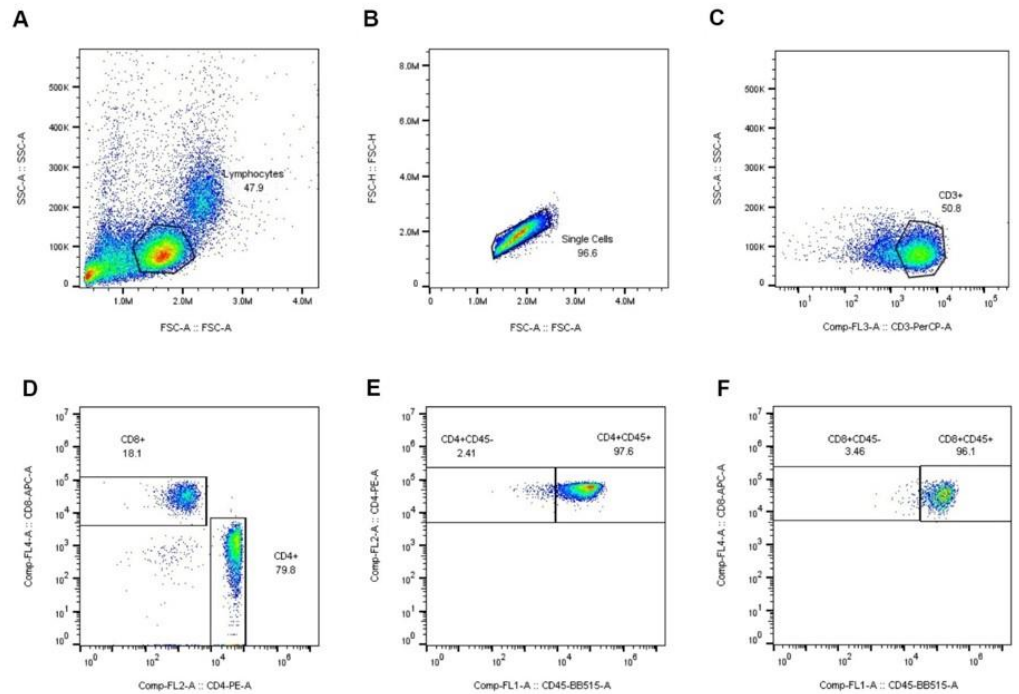 A
SSC-A :: SSC-A
500K
400K
300K
200K
100K
0
Lymphocytes
47.9
1.0M
2.0M
3.0M
4.0M
FSC-A :: FSC-A
B
FSC-H :: FSC-H
8.0M
6.0M
4.0M
2.0M
0
Single Cells
96.6
0
1.0M
2.0M
3.0M
4.0M
FSC-A :: FSC-A
C
SSC-A :: SSC-A
500K
400K
300K
200K
100K
0
CD3+
50.8
10^1
10^2
10^3
10^4
10^5
Comp-FL3-A :: CD3-PerCP-A
D
Comp-FL4-A :: CD8-APC-A
10^7
10^6
10^5
10^4
10^3
10^2
10^1
10^0
CD8+
18.1
CD4+
79.8
10^0
10^2
10^4
10^6
Comp-FL2-A :: CD4-PE-A
E
Comp-FL2-A :: CD4-PE-A
10^7
10^6
10^5
10^4
10^3
10^2
10^1
10^0
CD4+CD45-
2.41
CD4+CD45+
97.6
10^0
10^2
10^4
10^6
Comp-FL1-A :: CD45-BB515-A
F
Comp-FL4-A :: CD8-APC-A
10^7
10^6
10^5
10^4
10^3
10^2
10^1
10^0
CD8+CD45-
3.46
CD8+CD45+
96.1
10^0
10^2
10^4
10^6
Comp-FL1-A :: CD45-BB515-A